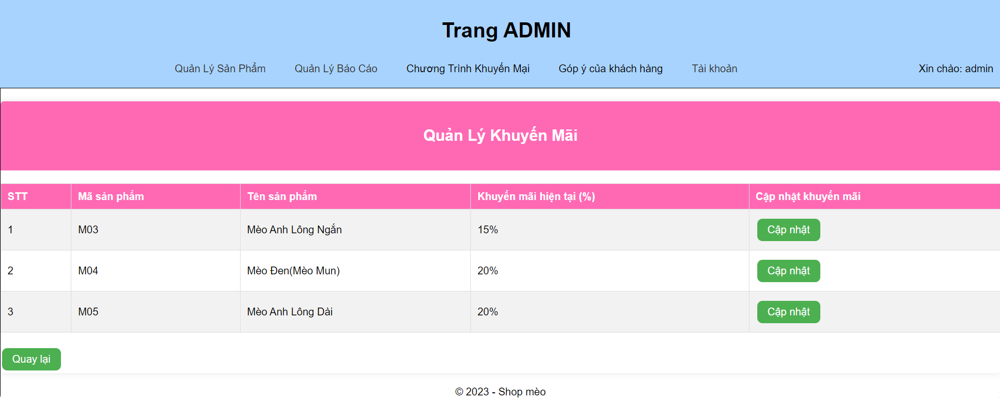 Trang ADMIN
Quản Lý Sản Phẩm Quản Lý Báo Cáo Chương Trình Khuyến Mại Góp ý của khách hàng Tài khoản Xin chào: admin
Quản Lý Khuyến Mãi
STT Mã sản phẩm Tên sản phẩm Khuyến mãi hiện tại (%) Cập nhật khuyến mãi
1 M03 Mèo Anh Lông Ngắn 15% Cập nhật
2 M04 Mèo Đen(Mèo Mun) 20% Cập nhật
3 M05 Mèo Anh Lông Dài 20% Cập nhật
Quay lại
© 2023 - Shop mèo